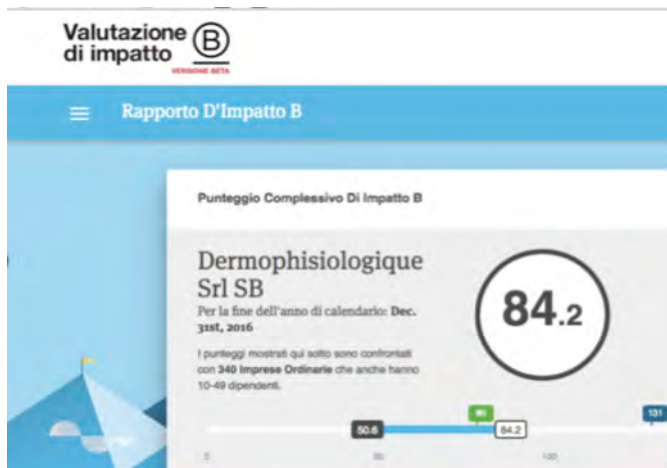 Valutazione
di impatto
B
VERSIONE BETA
Rapporto D'Impatto B
Punteggio Complessivo Di Impatto B
Dermophisiologique
Srl SB
Per la fine dell'anno di calendario: Dec.
31st, 2016
84.2
I punteggi mostrati qui sotto sono confrontati
con 340 Imprese Ordinarie che anche hanno
10-49 dipendenti.
50.6
84.2
131
0
50
100